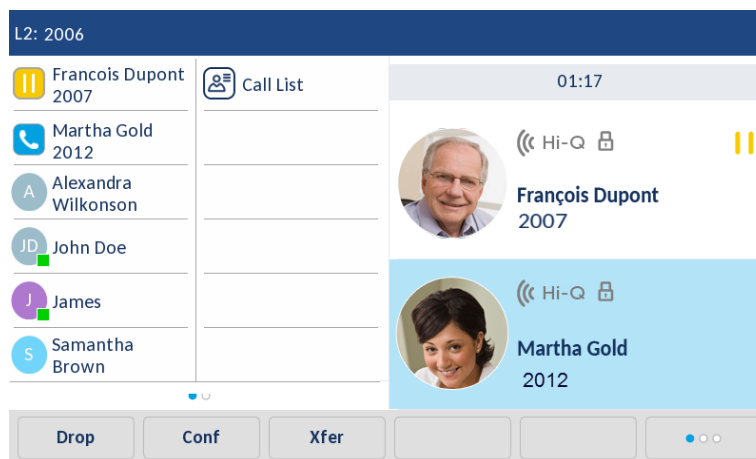 L2: 2006
Francois Dupont
2007
Martha Gold
2012
A
Alexandra
Wilkonson
JD
John Doe
J
James
S
Samantha
Brown
Call List
01:17
Hi-Q
François Dupont
2007
Hi-Q
Martha Gold
2012
Drop
Conf
Xfer